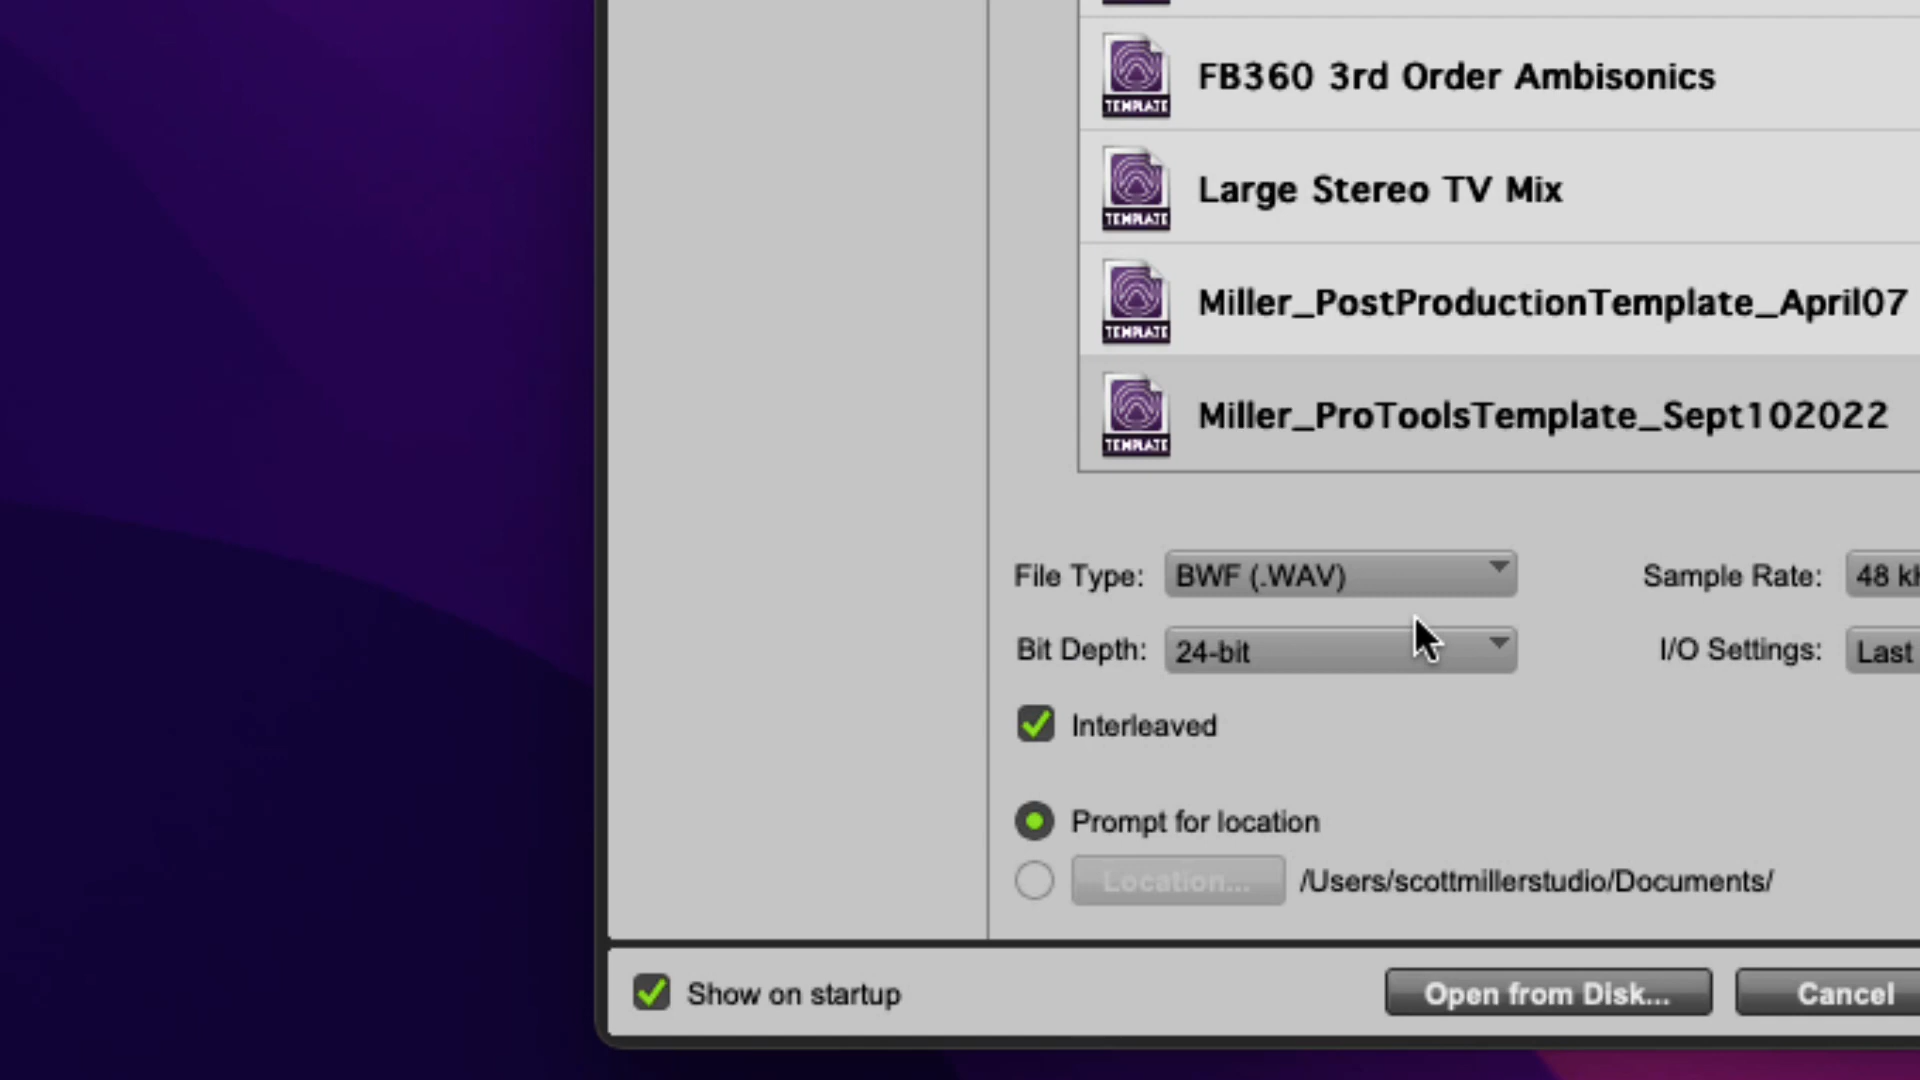 FB360 3rd Order Ambisonics
TEMPLATE
Large Stereo TV Mix
TEMPLATE
Miller_PostProductionTemplate_April07
TEMPLATE
Miller_ProToolsTemplate_Sept102022
TEMPLATE
File Type: BWF (.WAV) Sample Rate: 48 kH
Bit Depth: 24-bit I/O Settings: Last
Interleaved
Prompt for location
Location... /Users/scottmillerstudio/Documents/
Show on startup Open from Disk... Cancel